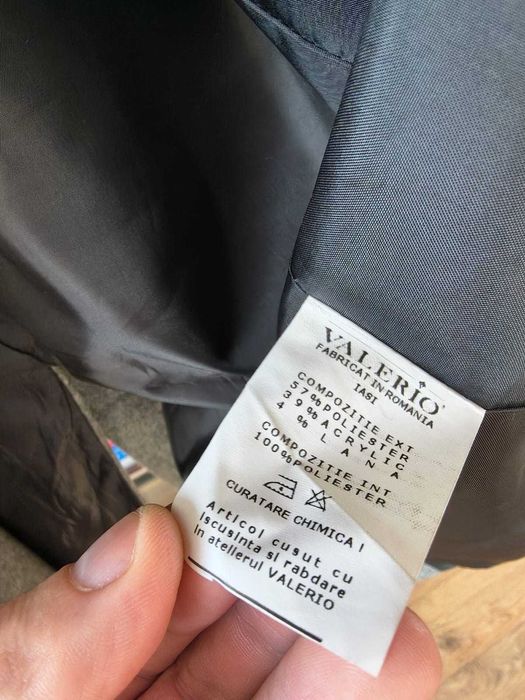 VALERIO
FABRICAT IN ROMANIA
IASI
COMPOZITIE EXT
57%POLIESTER
39%ACRYLIC
4 % LANA
COMPOZITIE INT
100%POLIESTER
CURATARE CHIMICA!
Articol cusut cu
Iscusinta si rabdare
in atellerul VALERIO